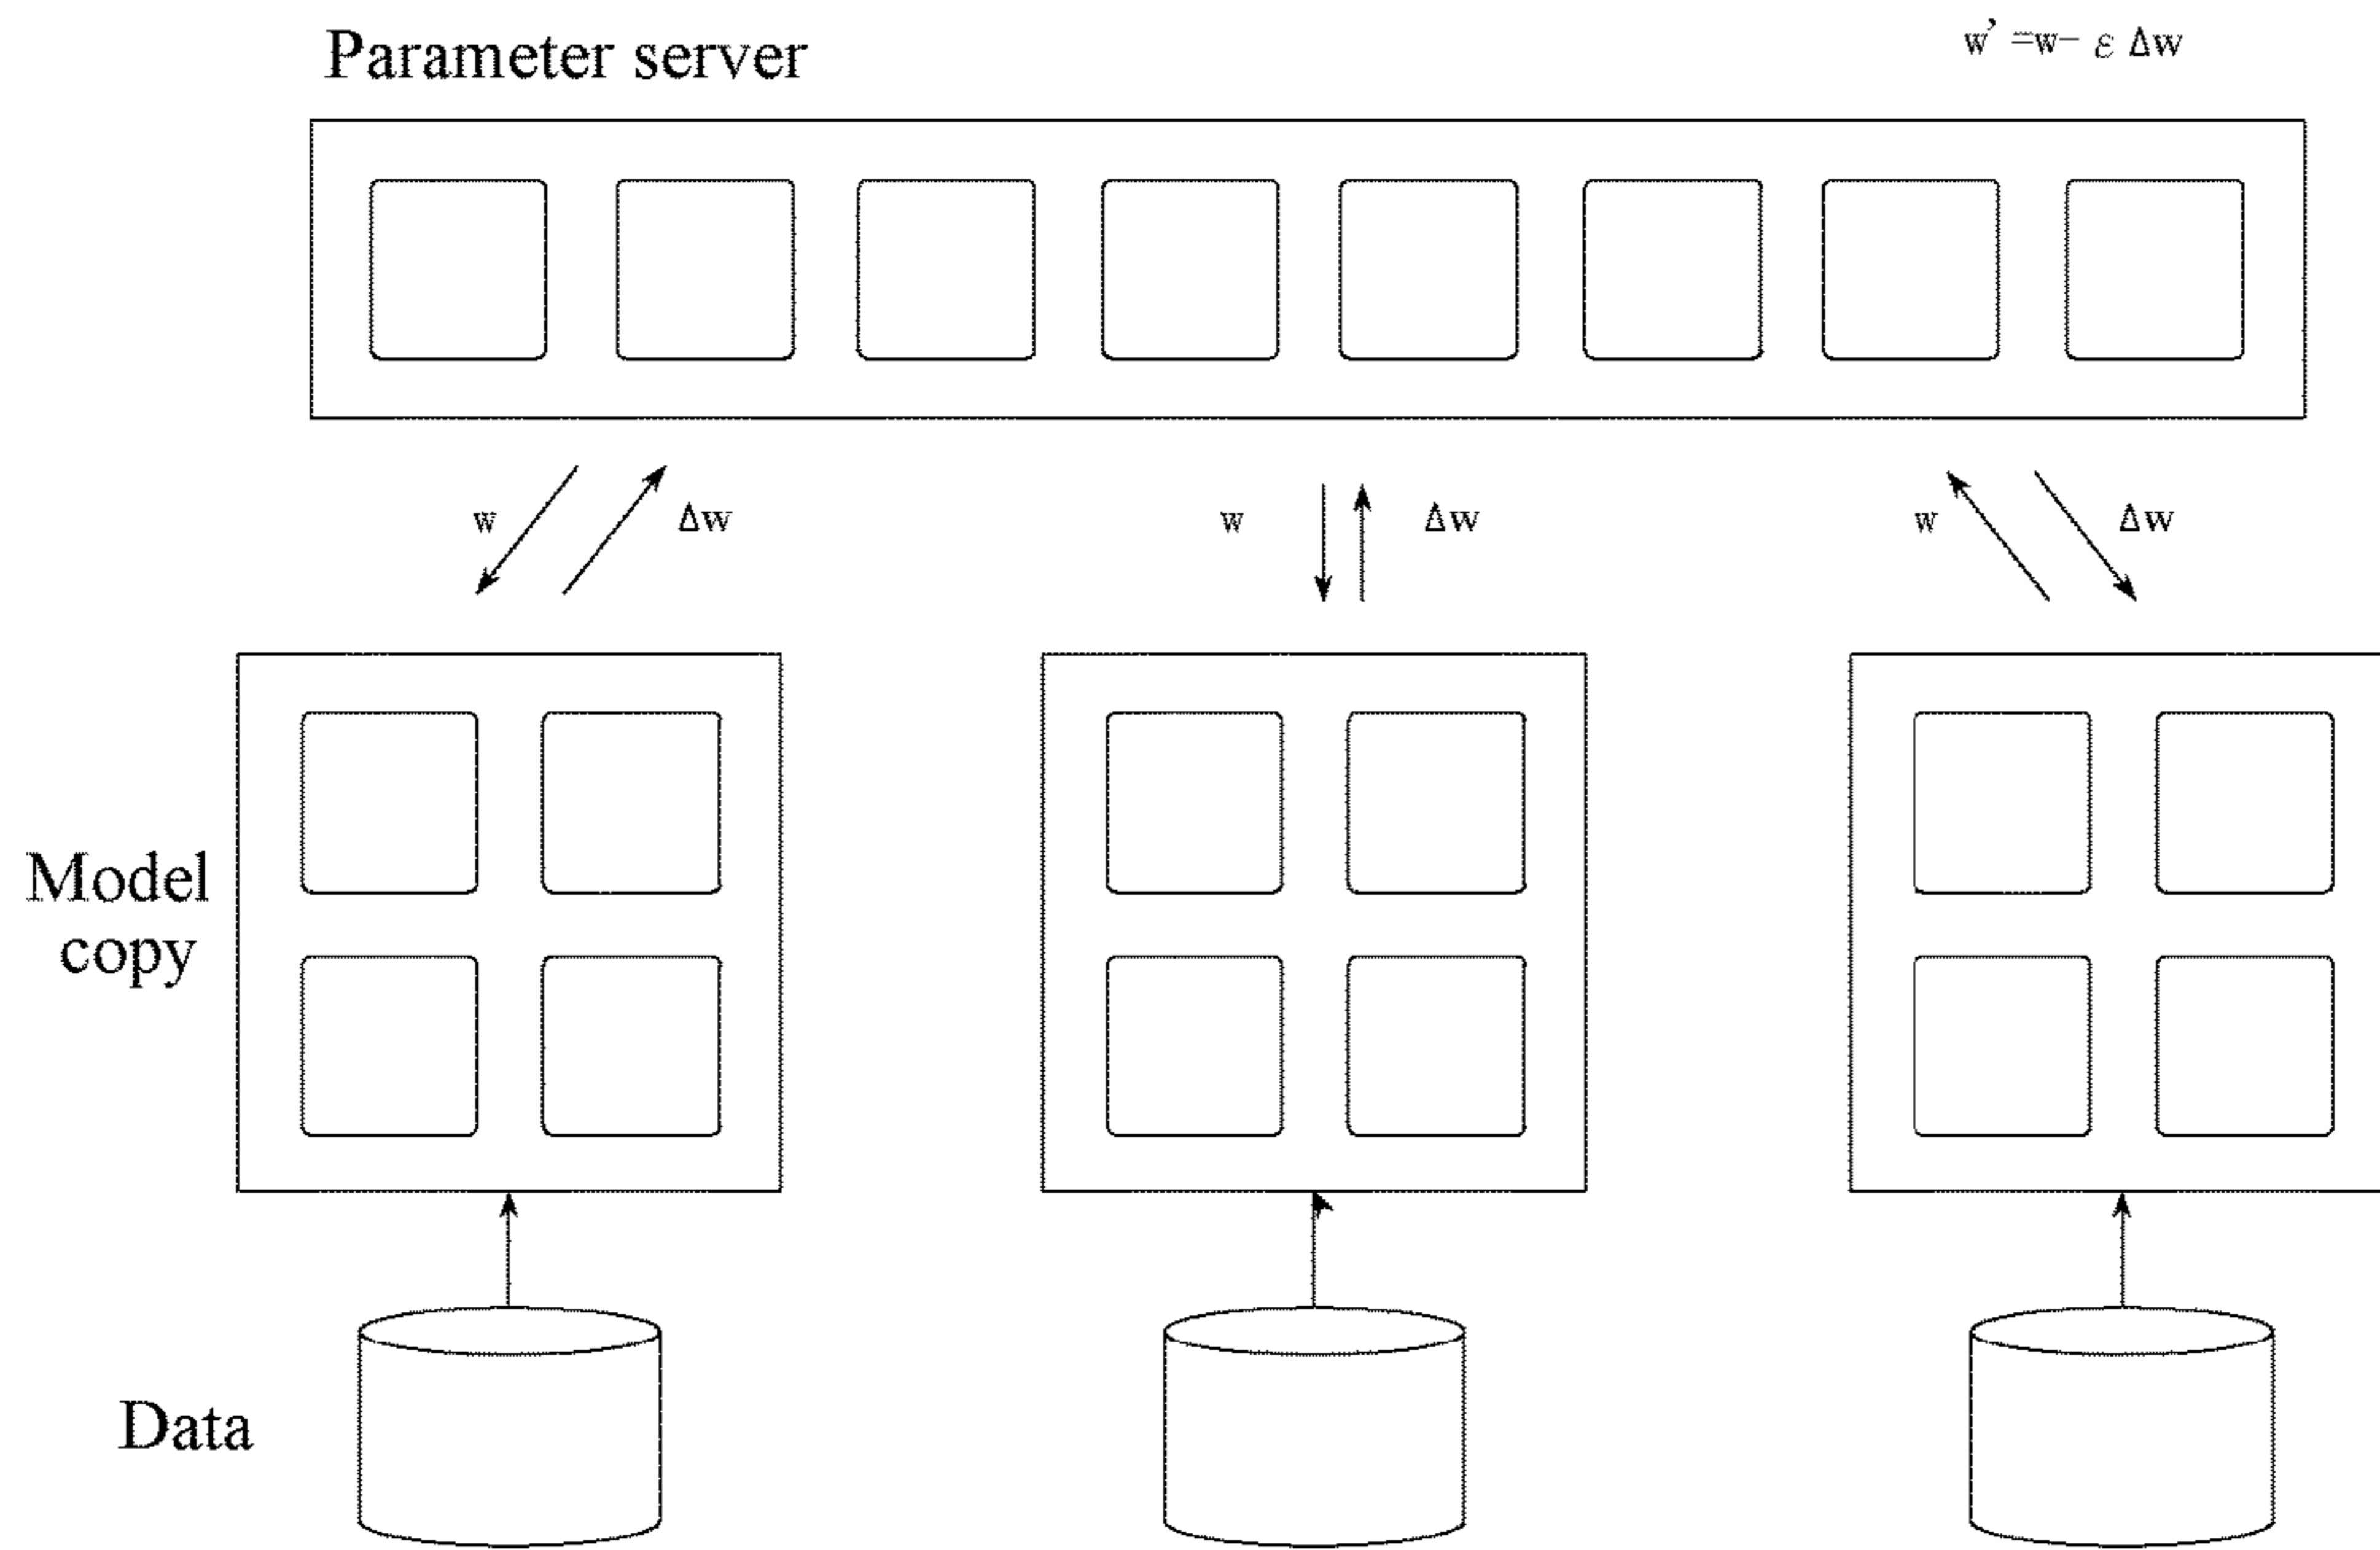 Parameter server
w' =w− ε Δw
w
Δw
w
Δw
w
Δw
Model
copy
Data